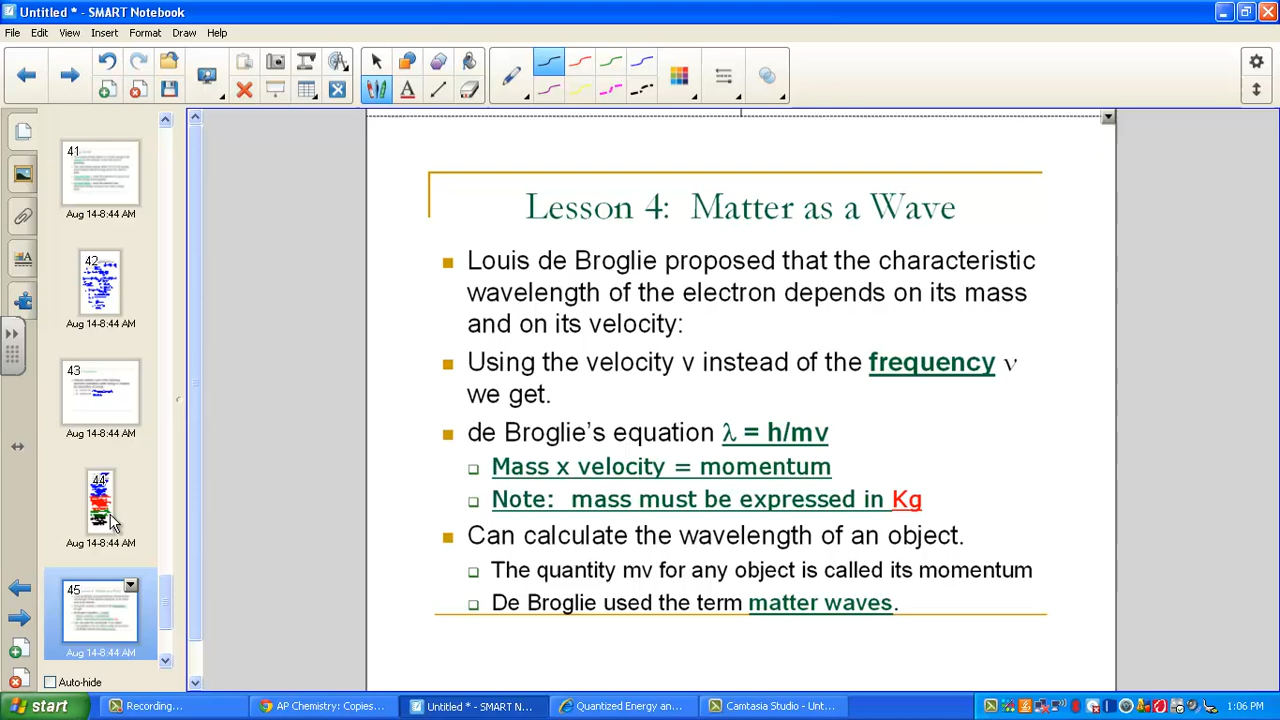 Untitled * - SMART Notebook
File Edit View Insert Format Draw Help
41
Aug 14-8:44 AM
42
Aug 14-8:44 AM
43
Aug 14-8:44 AM
44
Aug 14-8:44 AM
45
Aug 14-8:44 AM
Auto-hide
Lesson 4: Matter as a Wave
Louis de Broglie proposed that the characteristic
wavelength of the electron depends on its mass
and on its velocity:
Using the velocity v instead of the frequency ν
we get.
de Broglie’s equation λ = h/mv
Mass x velocity = momentum
Note: mass must be expressed in Kg
Can calculate the wavelength of an object.
The quantity mv for any object is called its momentum
De Broglie used the term matter waves.
start
Recording...
AP Chemistry: Copies...
Untitled * - SMART N...
Quantized Energy an...
Camtasia Studio - Unt...
1:06 PM